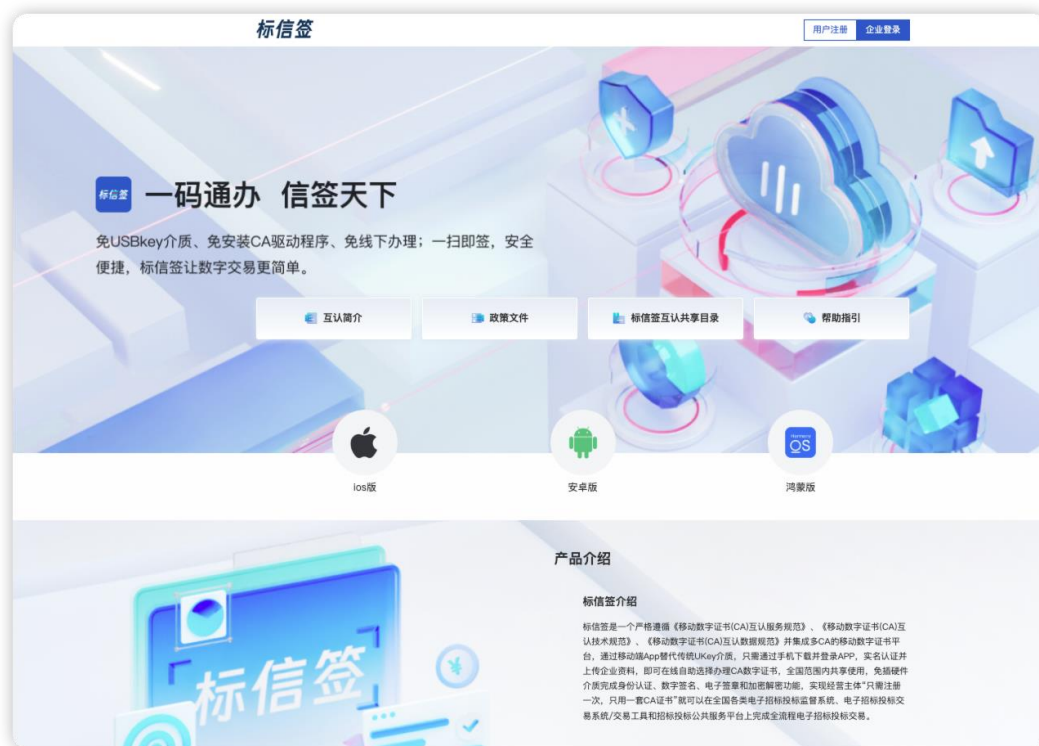 标信签
用户注册 企业登录
标信签 一码通办 信签天下
免USBkey介质、免安装CA驱动程序、免线下办理；一扫即签，安全
便捷，标信签让数字交易更简单。
互认简介 政策文件 标信签互认共享目录 帮助指引
ios版 安卓版 鸿蒙版
产品介绍
标信签介绍
标信签是一个严格遵循《移动数字证书(CA)互认服务规范》、《移动数字证书(CA)互
认技术规范》、《移动数字证书(CA)互认数据规范》并集成多CA的移动数字证书平
台，通过移动端App替代传统UKey介质，只需通过手机下载并登录APP，实名认证并
上传企业资料，即可在线自助选择办理CA数字证书，全国范围内共享使用，免插硬件
介质完成身份认证、数字签名、电子签章和加密解密功能，实现经营主体“只需注册
一次，只用一套CA证书”就可以在全国各类电子招标投标监督系统、电子招标投标交
易系统/交易工具和招标投标公共服务平台上完成全流程电子招标投标交易。
标信签